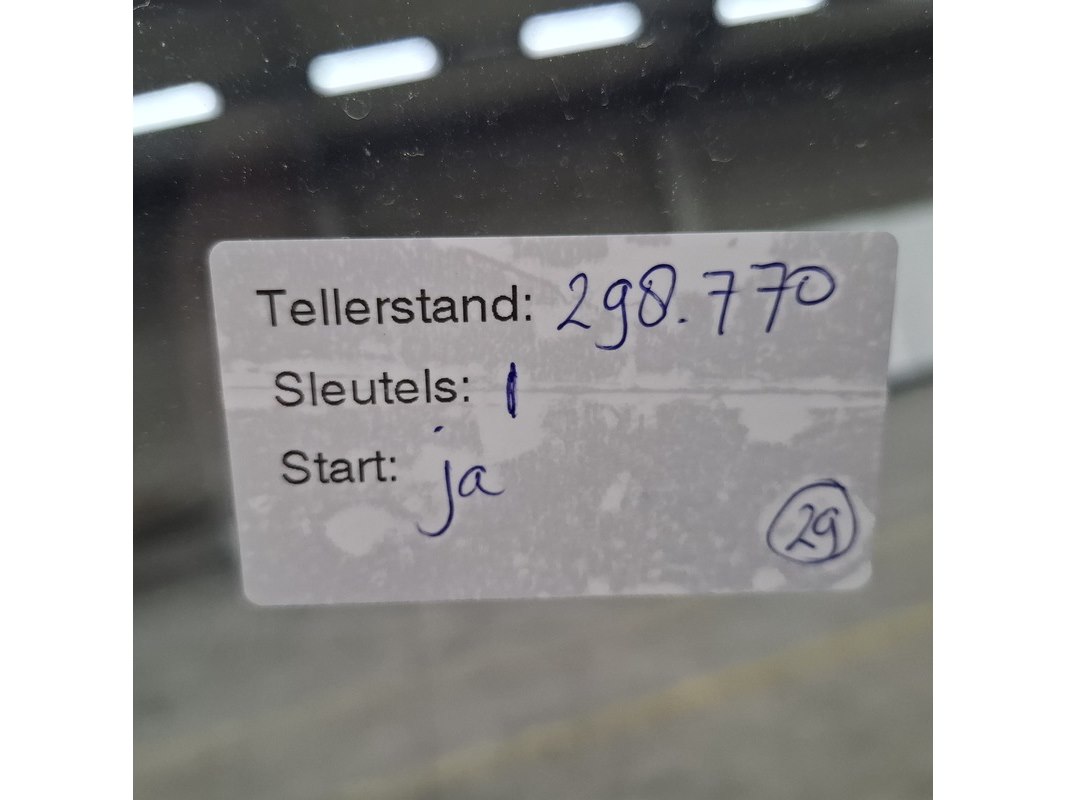 Tellerstand: 298.770
Sleutels: 1
Start: ja
29